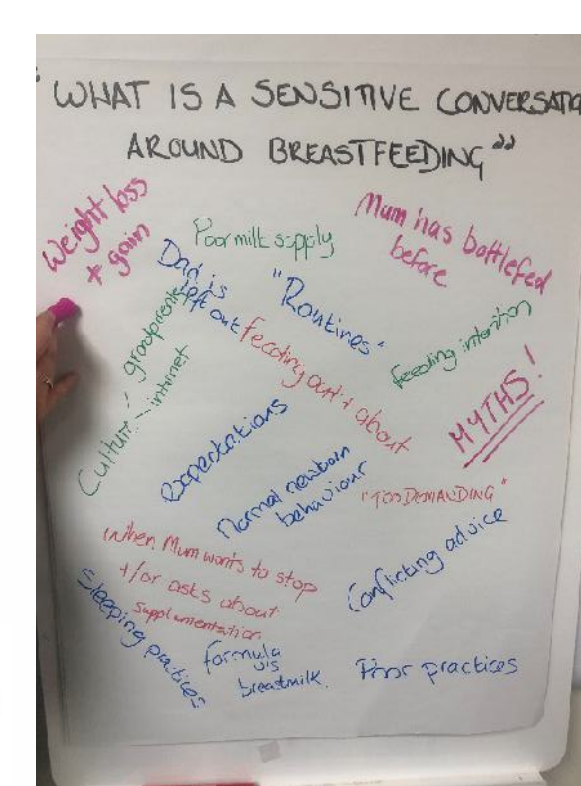 "WHAT IS A SENSITIVE CONVERSATIO
AROUND BREASTFEEDING"
Weight loss
+ gain
Poor milk supply
Mum has bottlefed
before
Dad is
left out
"Routines"
Culture - grandparents
- internet
Feeding out + about
feeding intention
MYTHS!
Expectations
Normal newborn
behaviour
"TOO DEMANDING"
When Mum wants to stop
+/or asks about
supplementation
Conflicting advice
Sleeping practices
formula
v's
breastmilk.
Poor practices